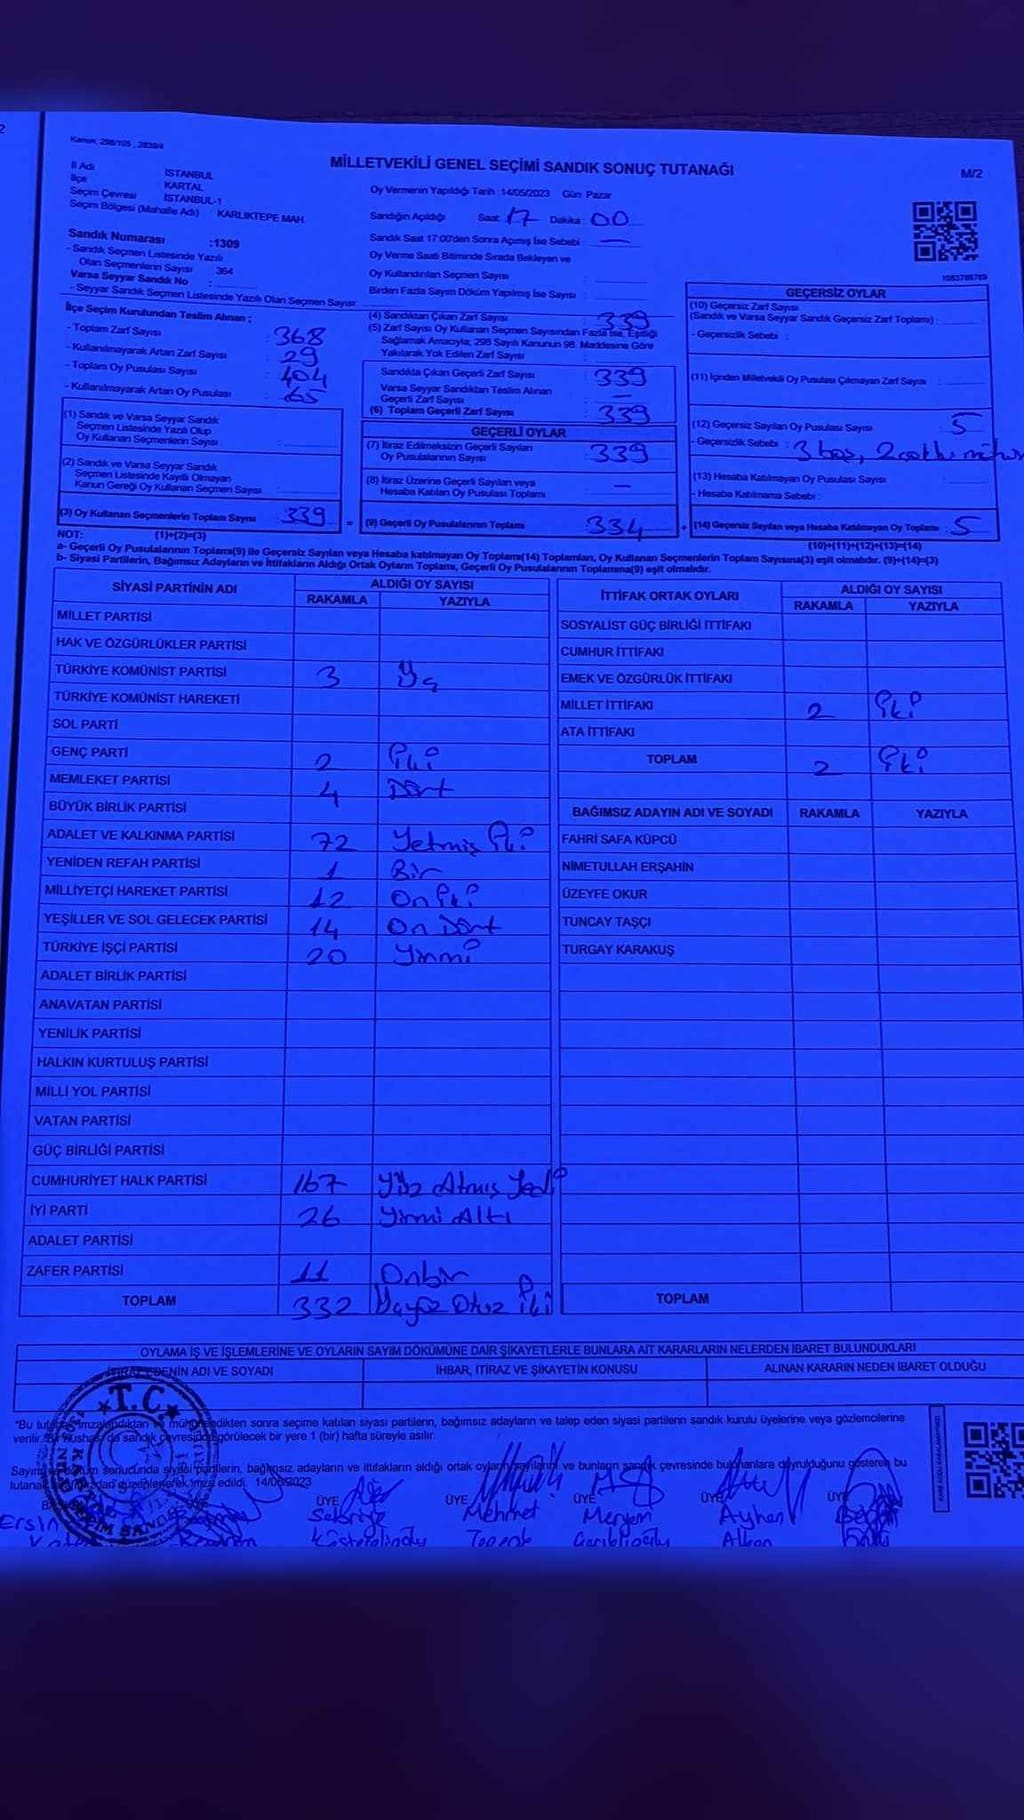 2
Kanun, 298/105 , 2839/4
MİLLETVEKİLİ GENEL SEÇİMİ SANDIK SONUÇ TUTANAĞI
M/2
İl Adı İSTANBUL
İlçe KARTAL
Seçim Çevresi İSTANBUL-1
Seçim Bölgesi (Mahalle Adı) : KARLIKTEPE MAH
Oy Vermenin Yapıldığı Tarih :14/05/2023 Gün: Pazar
Sandığın Açıldığı Saat: 17 Dakika: 00
Sandık Saat 17:00'den Sonra Açımış İse Sebebi : —
Oy Verme Saati Bitiminde Sırada Bekleyen ve
Oy Kullandırılan Seçmen Sayısı
Birden Fazla Sayım Döküm Yapılmış İse Sayısı :
1083785789
Sandık Numarası :1309
- Sandık Seçmen Listesinde Yazılı
Olan Seçmenlerin Sayısı 364
Varsa Seyyar Sandık No :
- Seyyar Sandık Seçmen Listesinde Yazılı Olan Seçmen Sayısı:
İlçe Seçim Kurulundan Teslim Alınan ;
- Toplam Zarf Sayısı : 368
- Kullanılmayarak Artan Zarf Sayısı : 29
- Toplam Oy Pusulası Sayısı : 404
- Kullanılmayarak Artan Oy Pusulası : 65
(1) Sandık ve Varsa Seyyar Sandık
Seçmen Listesinde Yazılı Olup
Oy Kullanan Seçmenlerin Sayısı :
(2) Sandık ve Varsa Seyyar Sandık
Seçmen Listesinde Kayıtlı Olmayan
Kanun Gereği Oy Kullanan Seçmen Sayısı :
(3) Oy Kullanan Seçmenlerin Toplam Sayısı : 339
(1)+(2)=(3)
(4) Sandıktan Çıkan Zarf Sayısı : 339
(5) Zarf Sayısı Oy Kullanan Seçmen Sayısından Fazla İse, Eşitliği
Sağlamak Amacıyla; 298 Sayılı Kanunun 98. Maddesine Göre
Yakılarak Yok Edilen Zarf Sayısı :
Sandıkta Çıkan Geçerli Zarf Sayısı : 339
Varsa Seyyar Sandıktan Teslim Alınan
Geçerli Zarf Sayısı : —
(6) Toplam Geçerli Zarf Sayısı : 339
GEÇERLİ OYLAR
(7) İtiraz Edilmeksizin Geçerli Sayılan
Oy Pusulalarının Sayısı : 339
(8) İtiraz Üzerine Geçerli Sayılan veya
Hesaba Katılan Oy Pusulası Toplamı : —
= (9) Geçerli Oy Pusulalarının Toplamı : 334 +
GEÇERSİZ OYLAR
(10) Geçersiz Zarf Sayısı
(Sandık ve Varsa Seyyar Sandık Geçersiz Zarf Toplamı) :
- Geçersizlik Sebebi :
(11) İçinden Milletvekili Oy Pusulası Çıkmayan Zarf Sayısı :
(12) Geçersiz Sayılan Oy Pusulası Sayısı : 5
- Geçersizlik Sebebi : 3 boş, 2
(13) Hesaba Katılmayan Oy Pusulası Sayısı :
- Hesaba Katılmama Sebebi :
(14) Geçersiz Sayılan veya Hesaba Katılmayan Oy Toplamı : 5
(10)+(11)+(12)+(13)=(14)
NOT:
a- Geçerli Oy Pusulalarının Toplamı(9) ile Geçersiz Sayılan veya Hesaba katılmayan Oy Toplamı(14) Toplamları, Oy Kullanan Seçmenlerin Toplam Sayısına(3) eşit olmalıdır. (9)+(14)=(3)
b- Siyasi Partilerin, Bağımsız Adayların ve İttifakların Aldığı Ortak Oyların Toplamı, Geçerli Oy Pusulalarının Toplamına(9) eşit olmalıdır.
SİYASİ PARTİNİN ADI ALDIĞI OY SAYISI
RAKAMLA YAZIYLA
MİLLET PARTİSİ
HAK VE ÖZGÜRLÜKLER PARTİSİ
TÜRKİYE KOMÜNİST PARTİSİ 3 Üç
TÜRKİYE KOMÜNİST HAREKETİ
SOL PARTİ
GENÇ PARTİ 2 İki
MEMLEKET PARTİSİ 4 Dört
BÜYÜK BİRLİK PARTİSİ
ADALET VE KALKINMA PARTİSİ 72 Yetmiş İki
YENİDEN REFAH PARTİSİ 1 Bir
MİLLİYETÇİ HAREKET PARTİSİ 12 On İki
YEŞİLLER VE SOL GELECEK PARTİSİ 14 On Dört
TÜRKİYE İŞÇİ PARTİSİ 20 Yirmi
ADALET BİRLİK PARTİSİ
ANAVATAN PARTİSİ
YENİLİK PARTİSİ
HALKIN KURTULUŞ PARTİSİ
MİLLİ YOL PARTİSİ
VATAN PARTİSİ
GÜÇ BİRLİĞİ PARTİSİ
CUMHURİYET HALK PARTİSİ 167 Yüz Atmış Yedi
İYİ PARTİ 26 Yirmi Altı
ADALET PARTİSİ
ZAFER PARTİSİ 11 Onbir
TOPLAM 332 Üçyüz Otuz İki
İTTİFAK ORTAK OYLARI ALDIĞI OY SAYISI
RAKAMLA YAZIYLA
SOSYALİST GÜÇ BİRLİĞİ İTTİFAKI
CUMHUR İTTİFAKI
EMEK VE ÖZGÜRLÜK İTTİFAKI
MİLLET İTTİFAKI 2 İki
ATA İTTİFAKI
TOPLAM 2 İki
BAĞIMSIZ ADAYIN ADI VE SOYADI RAKAMLA YAZIYLA
FAHRİ SAFA KÜPCÜ
NİMETULLAH ERŞAHİN
ÜZEYFE OKUR
TUNCAY TAŞÇI
TURGAY KARAKUŞ
TOPLAM
OYLAMA İŞ VE İŞLEMLERİNE VE OYLARIN SAYIM DÖKÜMÜNE DAİR ŞİKAYETLERLE BUNLARA AİT KARARLARIN NELERDEN İBARET BULUNDUKLARI
İTİRAZ EDENİN ADI VE SOYADI İHBAR, İTİRAZ VE ŞİKAYETİN KONUSU ALINAN KARARIN NEDEN İBARET OLDUĞU
T.C.
"Bu tutanak imzalandıktan ve mühürlendikten sonra seçime katılan siyasi partilerin, bağımsız adayların ve talep eden siyasi partilerin sandık kurulu üyelerine veya gözlemcilerine
verilir. Bir nüshası da sandık çevresinde görülecek bir yere 1 (bir) hafta süreyle asılır.
Sayım ve döküm sonucunda siyasi partilerin, bağımsız adayların ve ittifakların aldığı ortak oyların sayılarını ve bunların sandık çevresinde bulunanlara duyrulduğunu gösteren bu
tutanak tarafımızdan düzenlenerek imza edildi. 14/05/2023
ÜYE ÜYE ÜYE ÜYE ÜYE
Ersin Sabriye Mehmet Meryem Ayhan